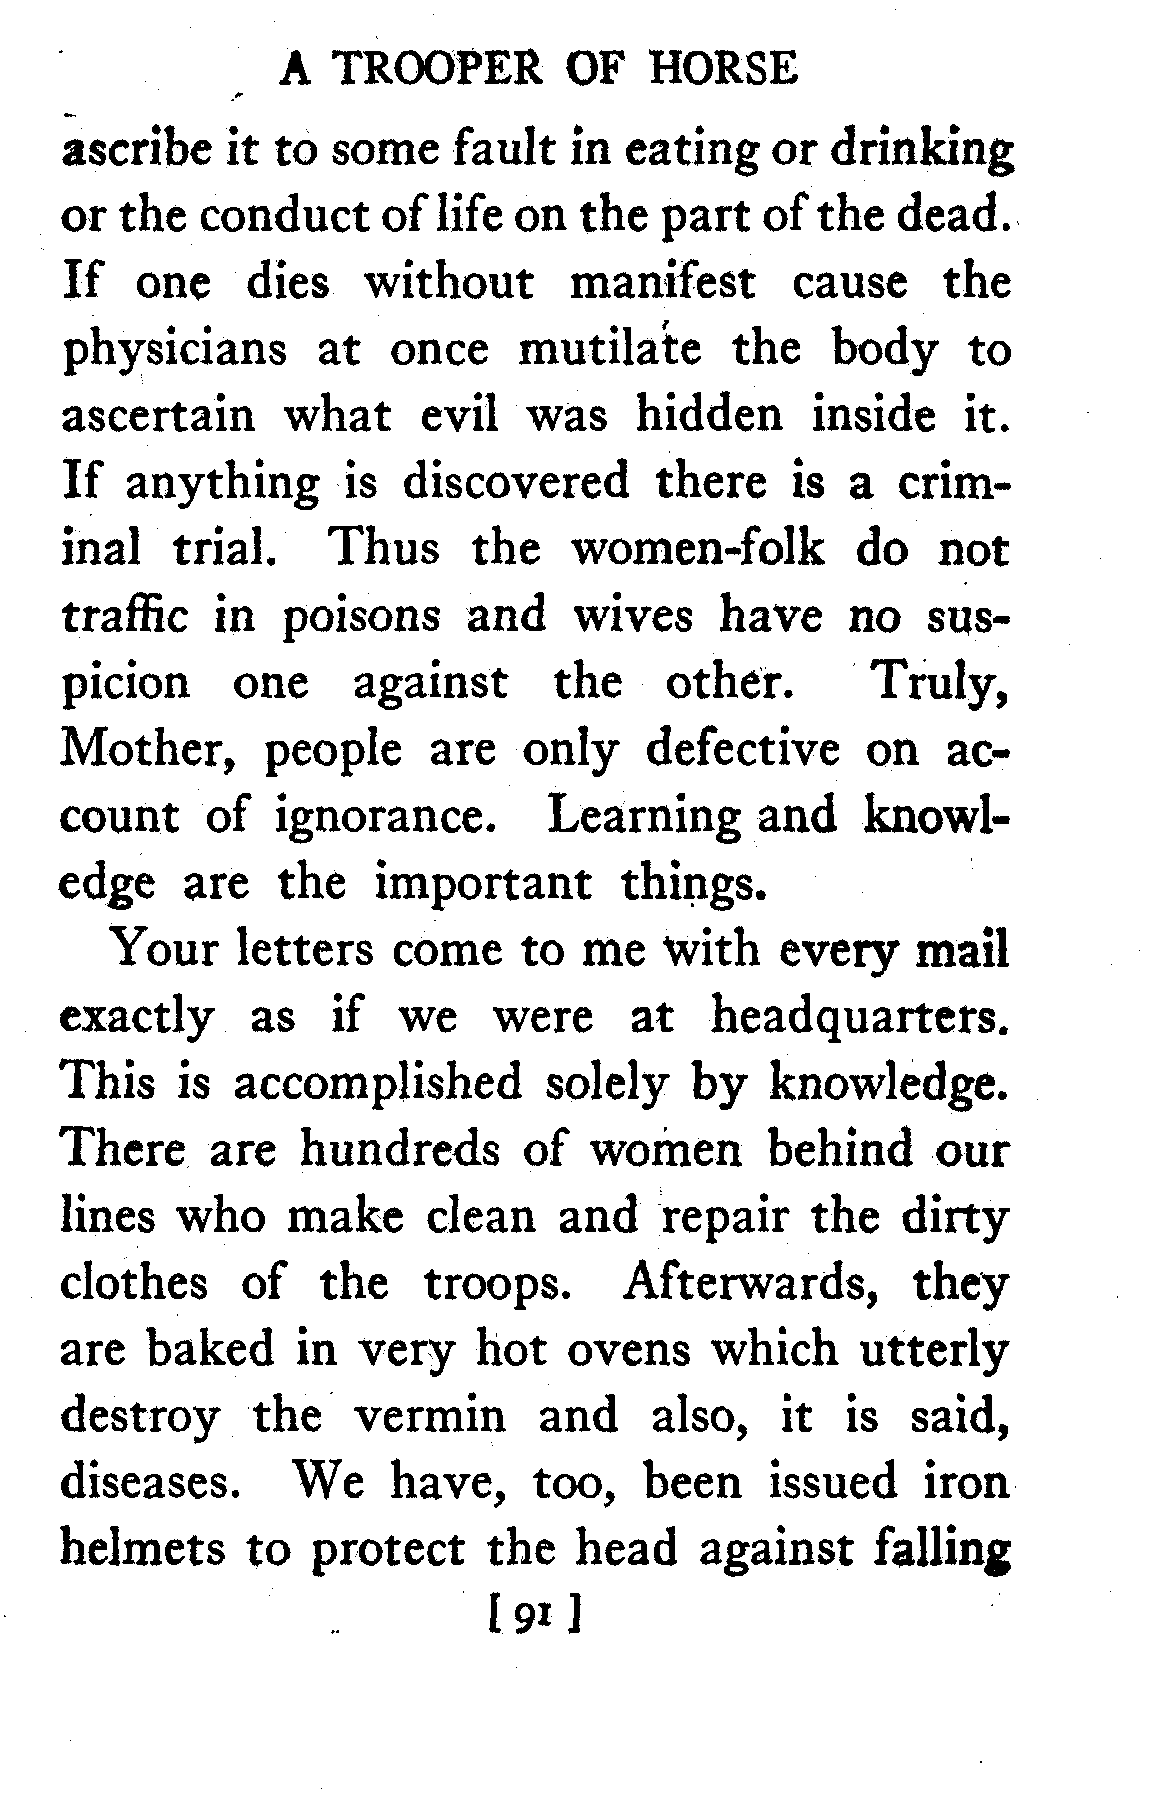 A TROOPER OF HORSE
ascribe it to some fault in eating or drinking
or the conduct of life on the part of the dead.
If one dies without manifest cause the
physicians at once mutilate the body to
ascertain what evil was hidden inside it.
If anything is discovered there is a crim-
inal trial. Thus the women-folk do not
traffic in poisons and wives have no sus-
picion one against the other. Truly,
Mother, people are only defective on ac-
count of ignorance. Learning and knowl-
edge are the important things.
Your letters come to me with every mail
exactly as if we were at headquarters.
This is accomplished solely by knowledge.
There are hundreds of women behind our
lines who make clean and repair the dirty
clothes of the troops. Afterwards, they
are baked in very hot ovens which utterly
destroy the vermin and also, it is said,
diseases. We have, too, been issued iron
helmets to protect the head against falling
[ 91 ]